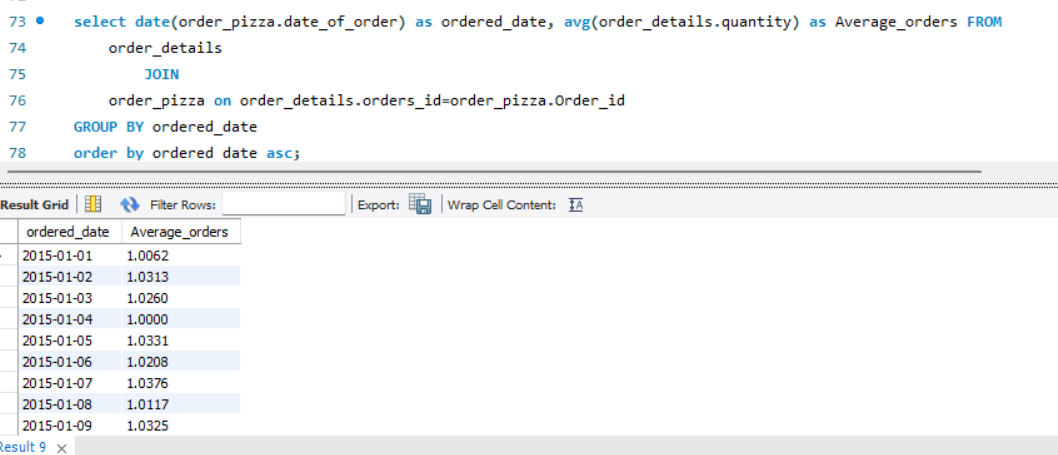 73 select date(order_pizza.date_of_order) as ordered_date, avg(order_details.quantity) as Average_orders FROM
74 order_details
75 JOIN
76 order_pizza on order_details.orders_id=order_pizza.Order_id
77 GROUP BY ordered_date
78 order by ordered date asc;
Result Grid Filter Rows: Export: Wrap Cell Content: IA
ordered_date Average_orders
2015-01-01 1.0062
2015-01-02 1.0313
2015-01-03 1.0260
2015-01-04 1.0000
2015-01-05 1.0331
2015-01-06 1.0208
2015-01-07 1.0376
2015-01-08 1.0117
2015-01-09 1.0325
Result 9 ×